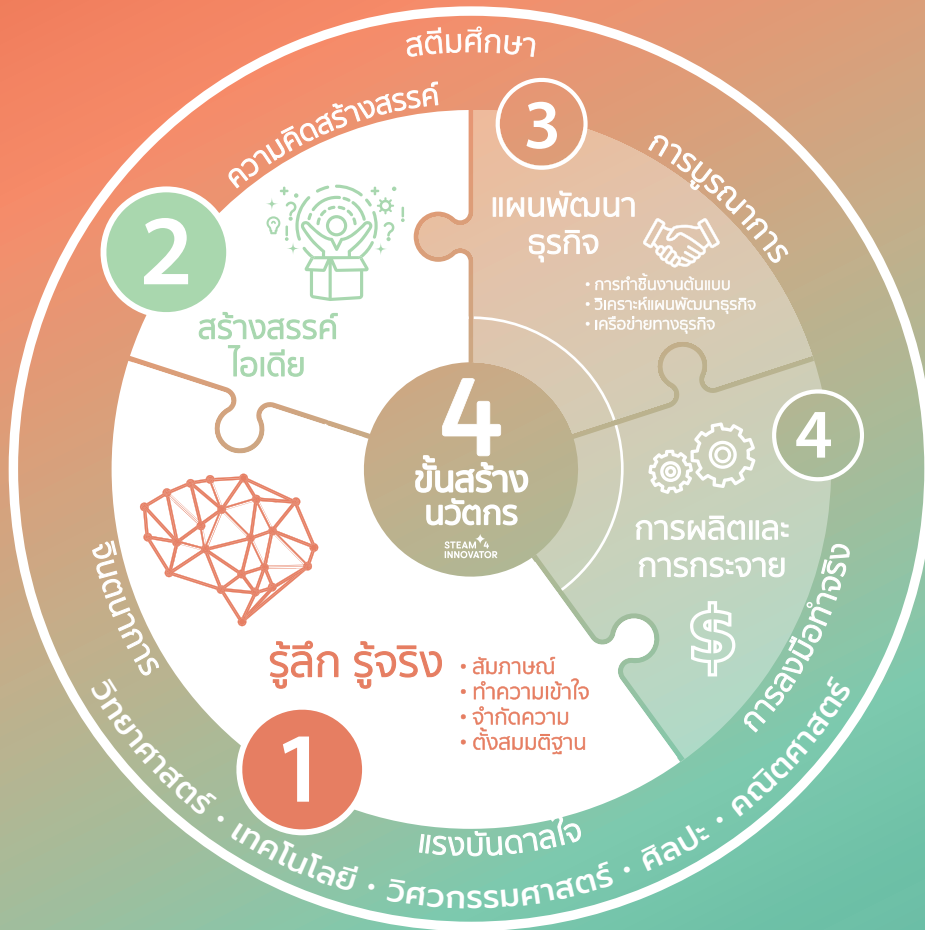 สตีมศึกษา
ความคิดสร้างสรรค์
การบูรณาการ
2
สร้างสรรค์
ไอเดีย
3
แผนพัฒนา
ธุรกิจ
• การทำชิ้นงานต้นแบบ
• วิเคราะห์แผนพัฒนาธุรกิจ
• เครือข่ายทางธุรกิจ
4
ขั้นสร้าง
นวัตกร
STEAM 4
INNOVATOR
4
การผลิตและ
การกระจาย
$
รู้ลึก รู้จริง
• สัมภาษณ์
• ทำความเข้าใจ
• จำกัดความ
• ตั้งสมมติฐาน
1
จินตนาการ
แรงบันดาลใจ
การลงมือทำจริง
วิทยาศาสตร์ • เทคโนโลยี • วิศวกรรมศาสตร์ • ศิลปะ • คณิตศาสตร์